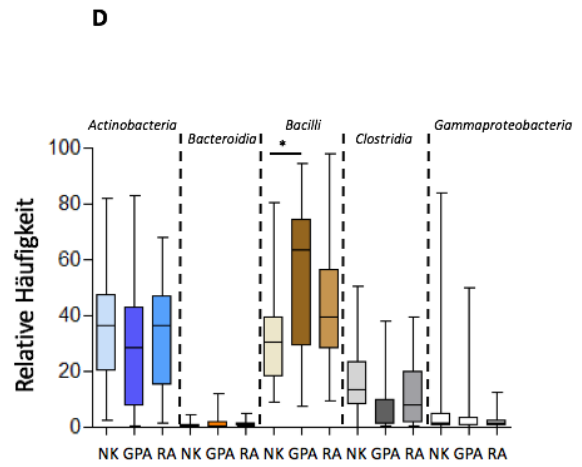 D
Actinobacteria
Bacteroidia
Bacilli
Clostridia
Gammaproteobacteria
*
Relative Häufigkeit
100
80
60
40
20
0
NK GPA RA NK GPA RA NK GPA RA NK GPA RA NK GPA RA